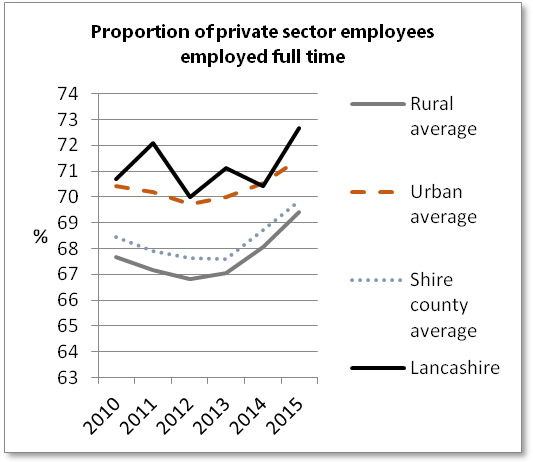 Proportion of private sector employees
employed full time
74
73
72
71
70
69
68
67
66
65
64
63
%
2010
2011
2012
2013
2014
2015
Rural
average
Urban
average
Shire
county
average
Lancashire